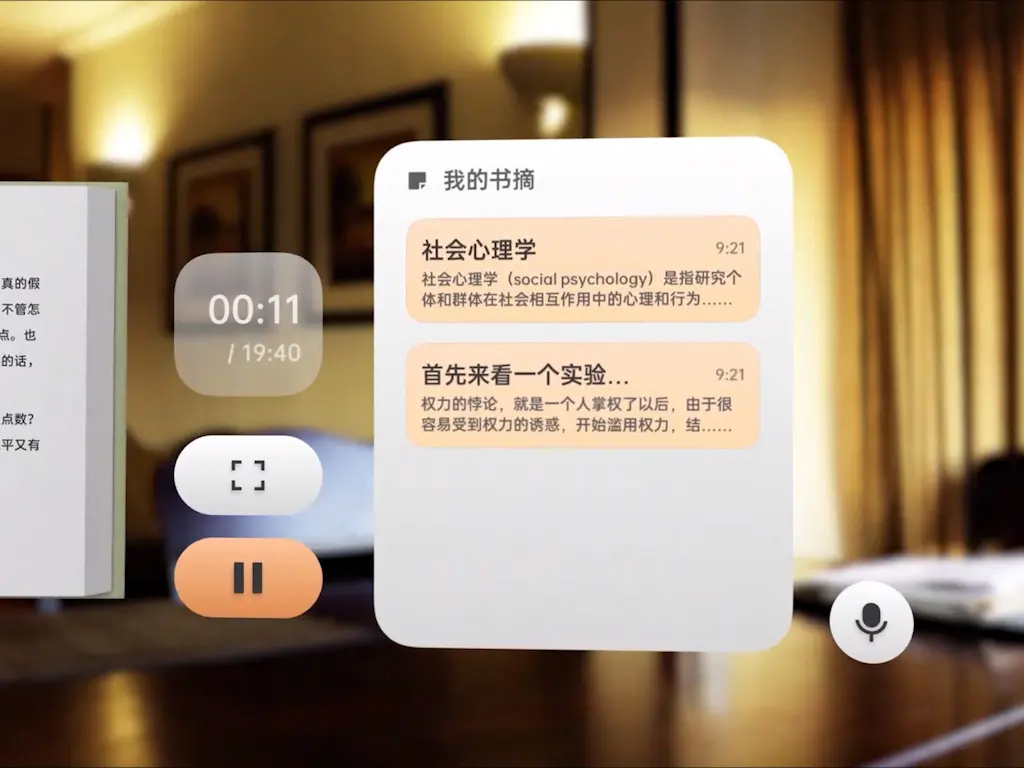 真的假
不管怎
点。也
的话，
点数？
平又有
00:11
/ 19:40
我的书摘
社会心理学
9:21
社会心理学（social psychology）是指研究个
体和群体在社会相互作用中的心理和行为……
首先来看一个实验...
9:21
权力的悖论，就是一个人掌权了以后，由于很
容易受到权力的诱惑，开始滥用权力，结……